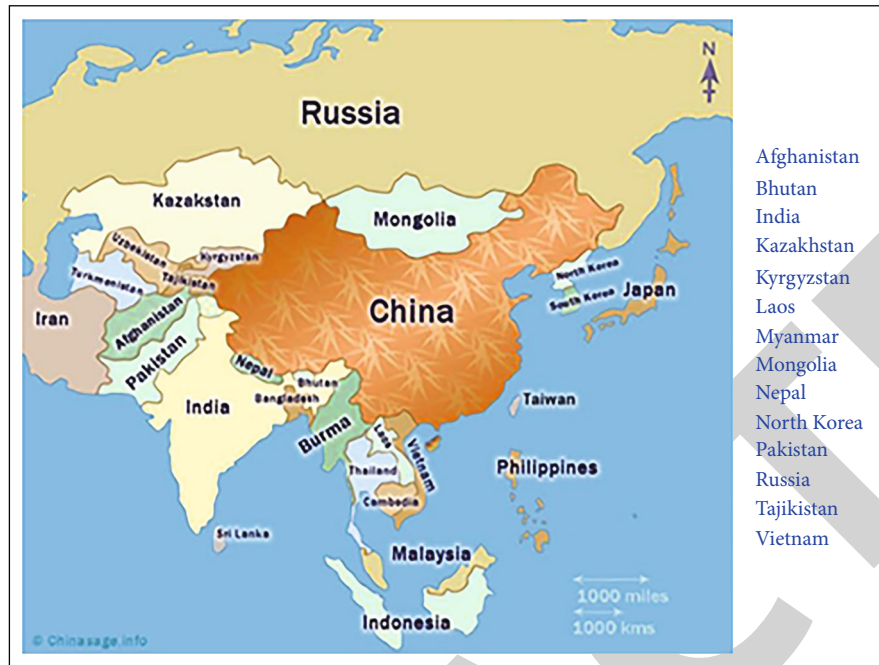 N
Russia
Kazakstan
Mongolia
Uzbekistan
Kyrgyzstan
Turkmenistan
Tajikistan
North Korea
South Korea
Japan
Iran
Afghanistan
China
Pakistan
Nepal
Bhutan
India
Bangladesh
Taiwan
Burma
Laos
Vietnam
Thailand
Philippines
Cambodia
Sri Lanka
Malaysia
1000 miles
Indonesia
1000 kms
© Chinasage.info
Afghanistan
Bhutan
India
Kazakhstan
Kyrgyzstan
Laos
Myanmar
Mongolia
Nepal
North Korea
Pakistan
Russia
Tajikistan
Vietnam